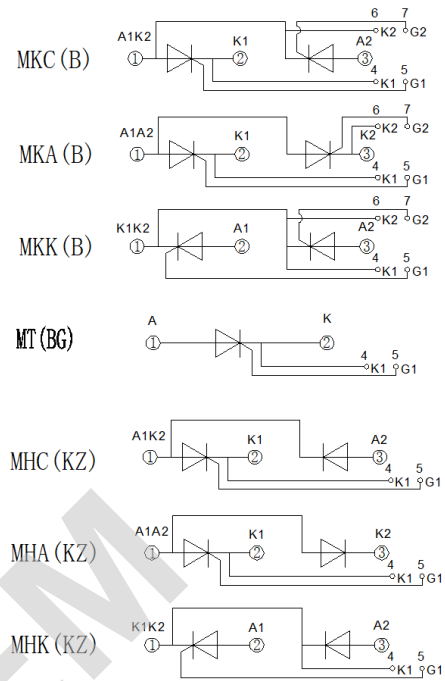 6 7
A1K2 K1 A2 K2 G2
MKC(B) ① ② ③ 4 5
K1 G1
6 7
A1A2 K1 K2 K2 G2
MKA(B) ① ② ③ 4 5
K1 G1
6 7
K1K2 A1 A2 K2 G2
MKK(B) ① ② ③ 4 5
K1 G1
A K
MT(BG) ① ② 4 5
K1 G1
A1K2 K1 A2
MHC(KZ) ① ② ③ 4 5
K1 G1
A1A2 K1 K2
MHA(KZ) ① ② ③ 4 5
K1 G1
K1K2 A1 A2
MHK(KZ) ① ② ③ 4 5
K1 G1